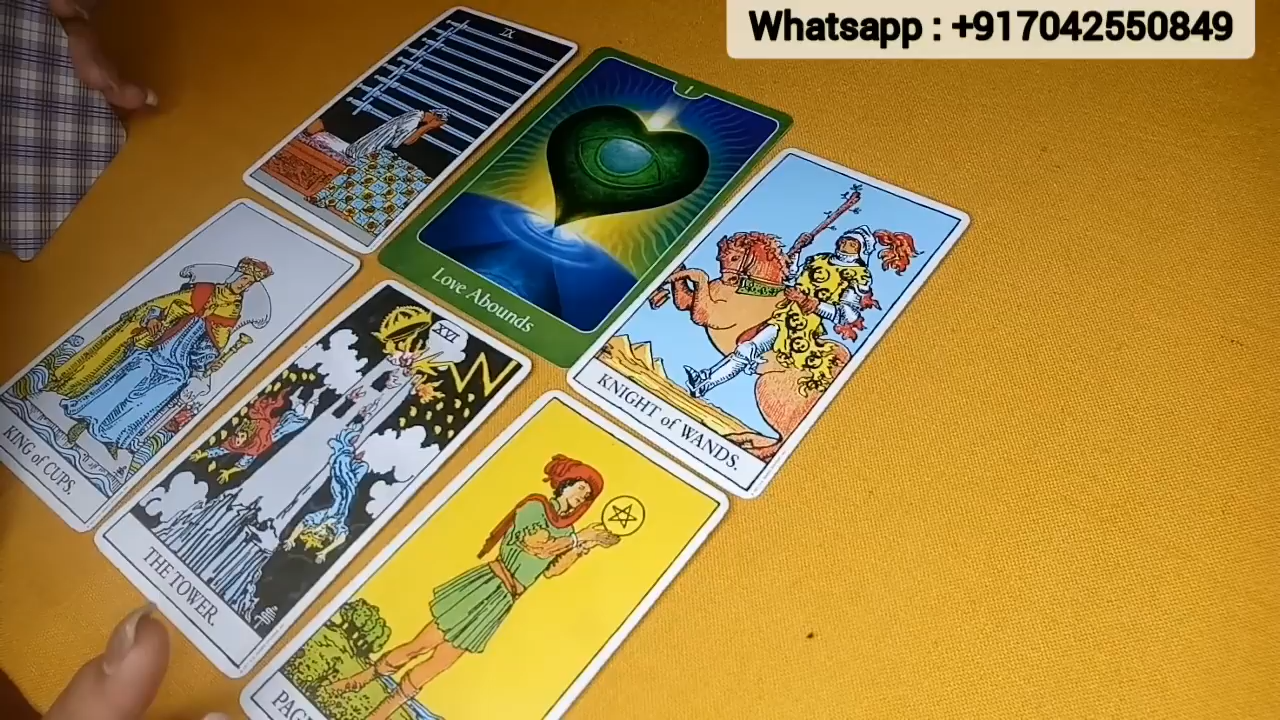 Whatsapp : +917042550849
IX
I
Love Abounds
KNIGHT of WANDS.
KING of CUPS.
XVI
THE TOWER.